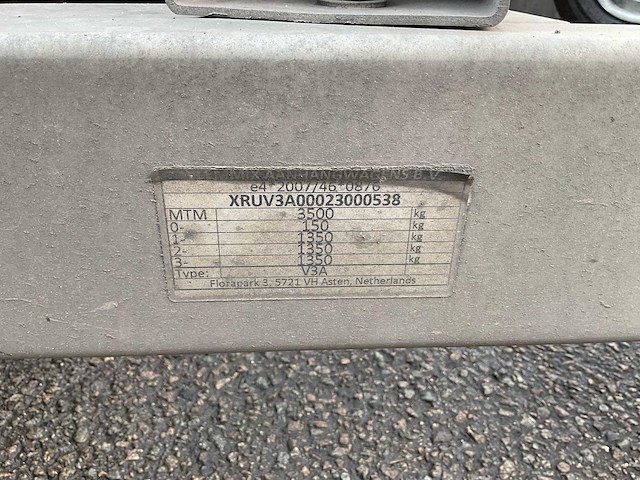 AANHANGWAGENS B.V.
e4*2007/46*0876
XRUV3A00023000538
MTM 3500 kg
0- 150 kg
1- 1350 kg
2- 1350 kg
3- 1350 kg
Type: V3A
Florapark 3, 5721 VH Asten, Netherlands